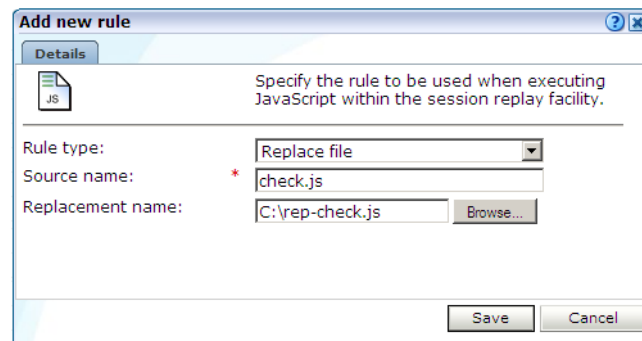 Add new rule
Details
JS
Specify the rule to be used when executing
JavaScript within the session replay facility.
Rule type:
Replace file
Source name:
*
check.js
Replacement name:
C:\rep-check.js
Browse...
Save
Cancel